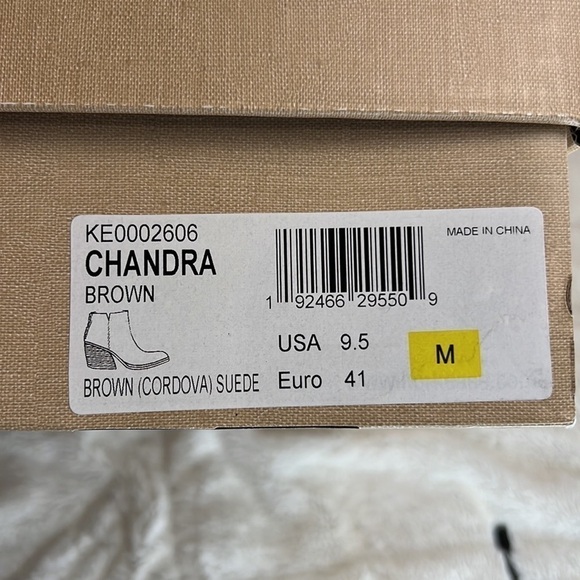 KE0002606
CHANDRA
BROWN
BROWN (CORDOVA) SUEDE
1 92466 29550 9
MADE IN CHINA
USA 9.5
Euro 41
M